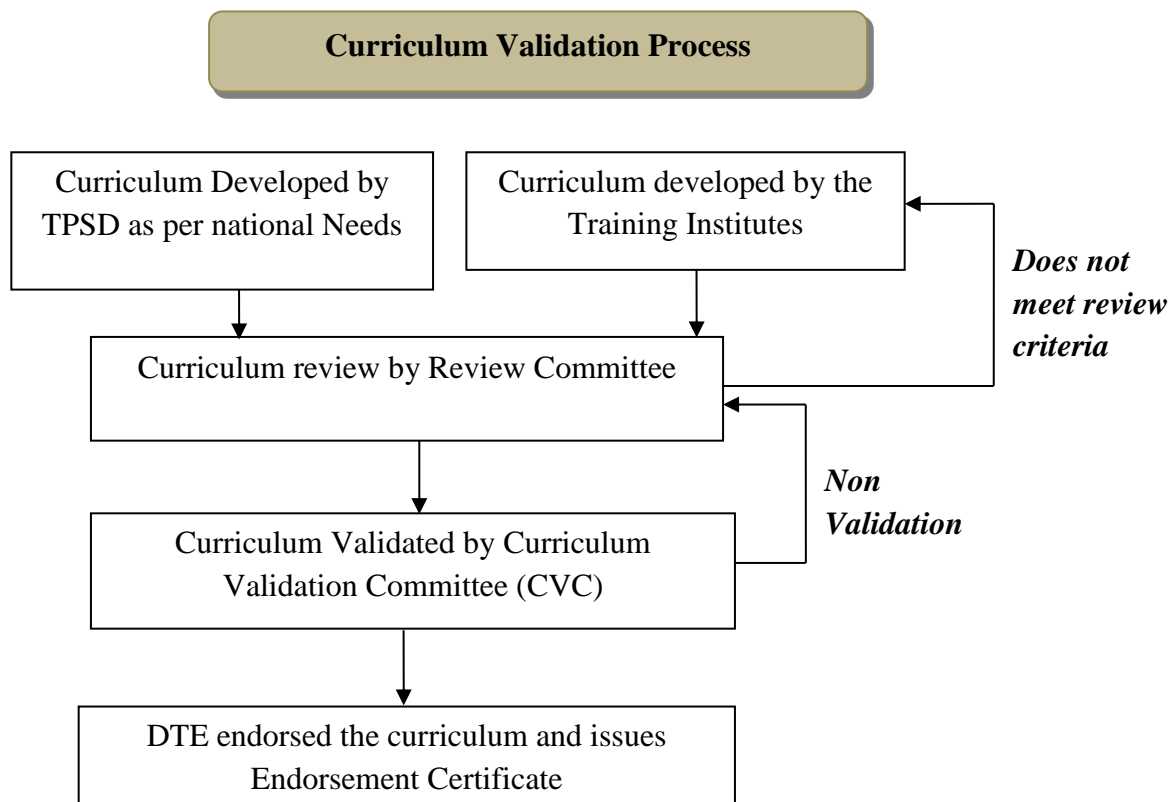 Curriculum Validation Process
Curriculum Developed by
TPSD as per national Needs
Curriculum developed by the
Training Institutes
Does not
meet review
criteria
Curriculum review by Review Committee
Non
Validation
Curriculum Validated by Curriculum
Validation Committee (CVC)
DTE endorsed the curriculum and issues
Endorsement Certificate